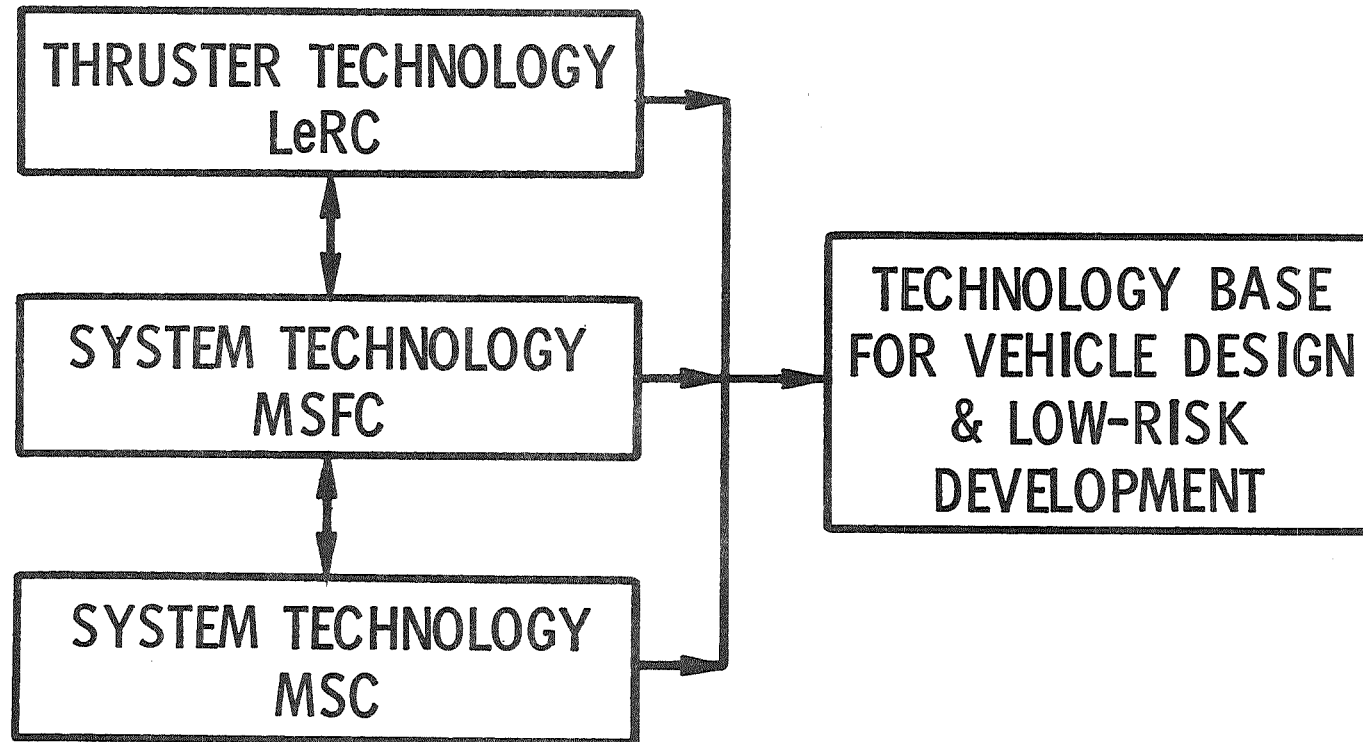 THRUSTER TECHNOLOGY
LeRC
SYSTEM TECHNOLOGY
MSFC
SYSTEM TECHNOLOGY
MSC
TECHNOLOGY BASE
FOR VEHICLE DESIGN
& LOW-RISK
DEVELOPMENT